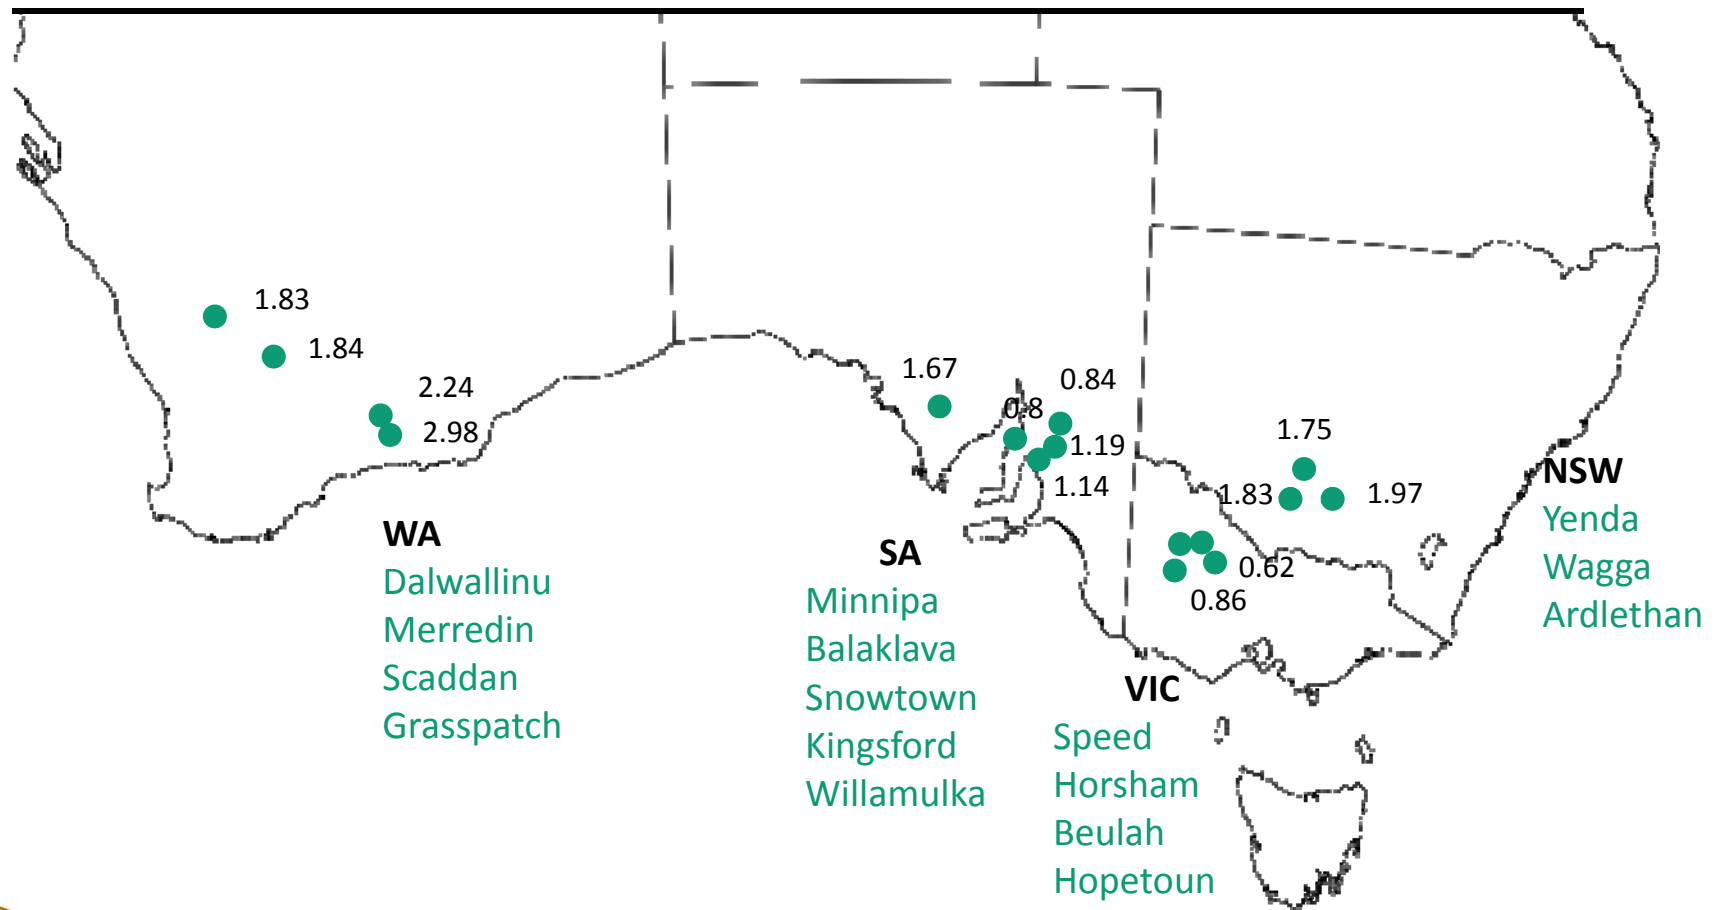 1.83
1.84
2.24
2.98
1.67
0.84
0.8
1.19
1.14
1.75
1.83
1.97
0.62
0.86
WA
Dalwallinu
Merredin
Scaddan
Grasspatch
SA
Minnipa
Balaklava
Snowtown
Kingsford
Willamulka
VIC
Speed
Horsham
Beulah
Hopetoun
NSW
Yenda
Wagga
Ardlethan